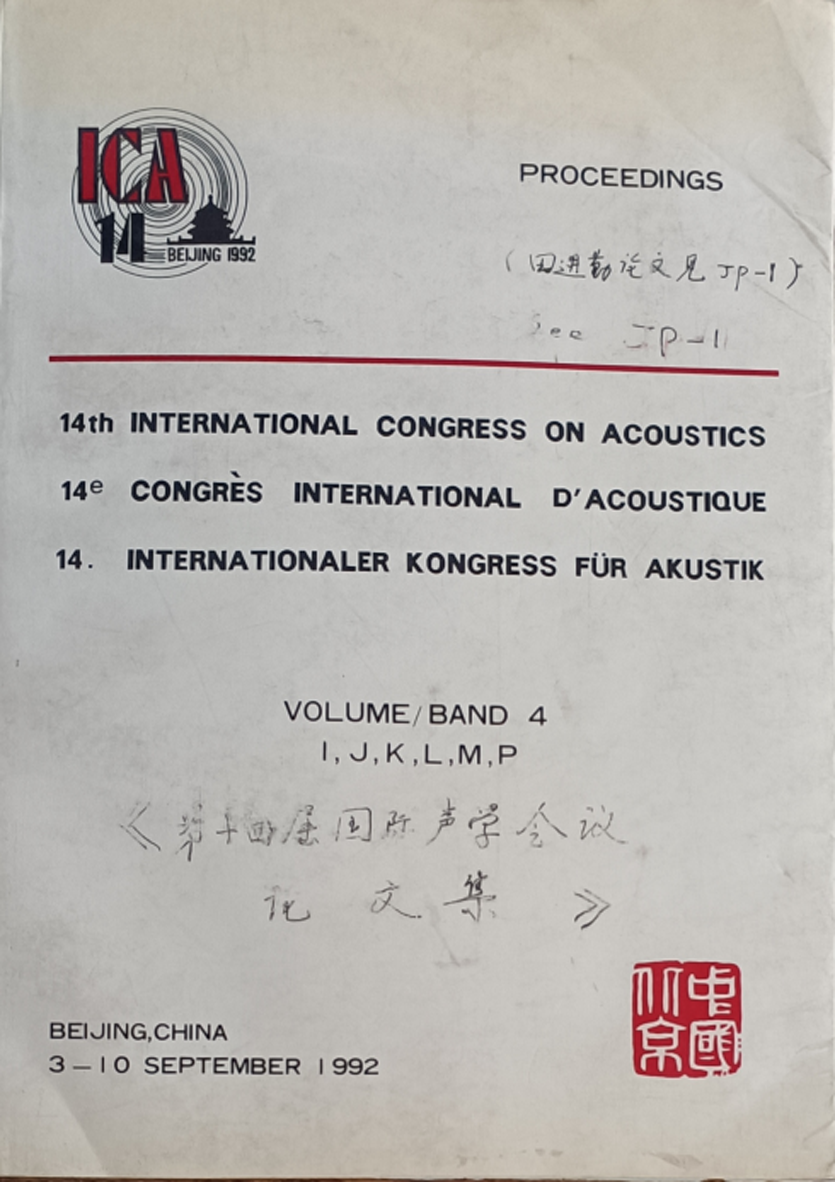 ICA
14
BEIJING 1992
PROCEEDINGS
(田进勤论文见 JP-1)
See JP-1
14th INTERNATIONAL CONGRESS ON ACOUSTICS
14e CONGRÈS INTERNATIONAL D'ACOUSTIQUE
14. INTERNATIONALER KONGRESS FÜR AKUSTIK
VOLUME/BAND 4
I, J, K, L, M, P
《第十四届国际声学会议
论文集》
BEIJING, CHINA
3-10 SEPTEMBER 1992
中國
北京